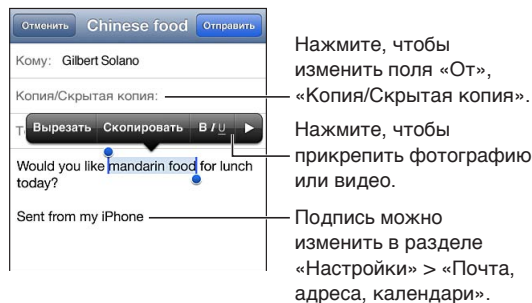 Отменить Chinese food Отправить
Кому: Gilbert Solano
Копия/Скрытая копия:
Вырезать Скопировать B I U
Would you like mandarin food for lunch
today?
Sent from my iPhone
Нажмите, чтобы
изменить поля «От»,
«Копия/Скрытая копия».
Нажмите, чтобы
прикрепить фотографию
или видео.
Подпись можно
изменить в разделе
«Настройки» > «Почта,
адреса, календари».